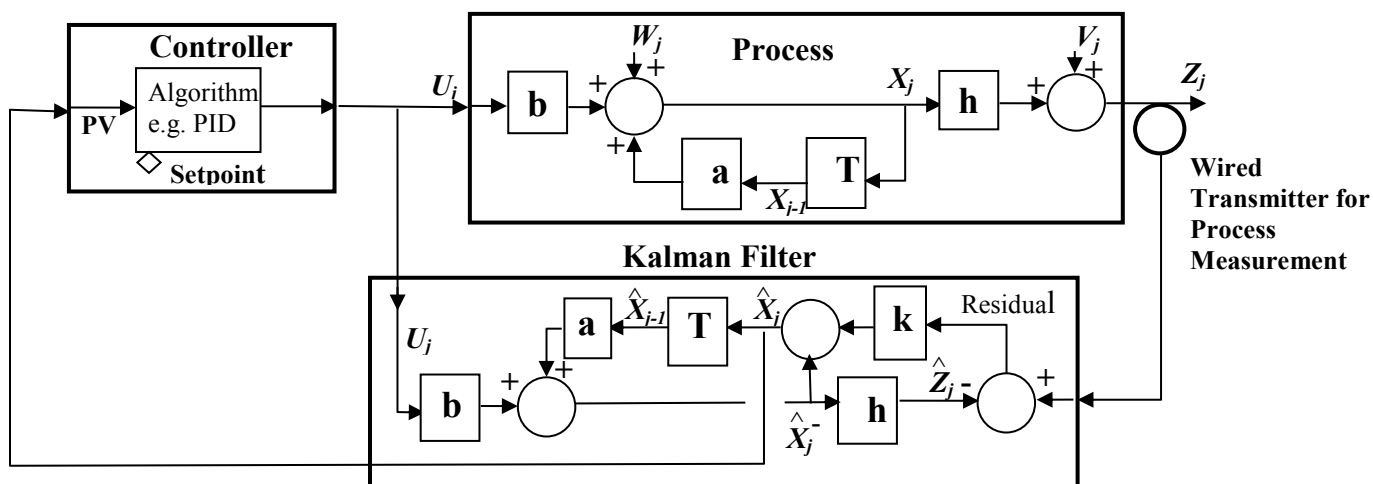 Controller
Algorithm
e.g. PID
PV
Setpoint
U_j
Process
W_j
+
+
+
b
X_j
h
V_j
+
+
Z_j
a
T
X_{j-1}
Wired
Transmitter for
Process
Measurement
Kalman Filter
U_j
b
a
X̂_{j-1}
T
X̂_j
k
Residual
+
+
X̂_j^-
h
Ẑ_j
-
+